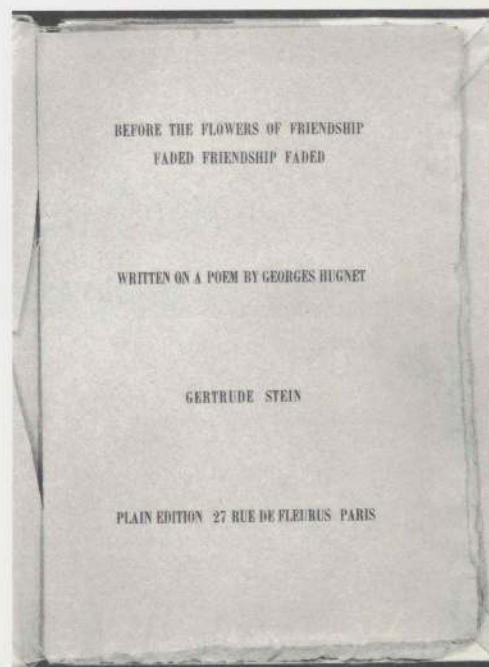 BEFORE THE FLOWERS OF FRIENDSHIP
FADED FRIENDSHIP FADED
WRITTEN ON A POEM BY GEORGES HUGNET
GERTRUDE STEIN
PLAIN EDITION 27 RUE DE FLEURUS PARIS